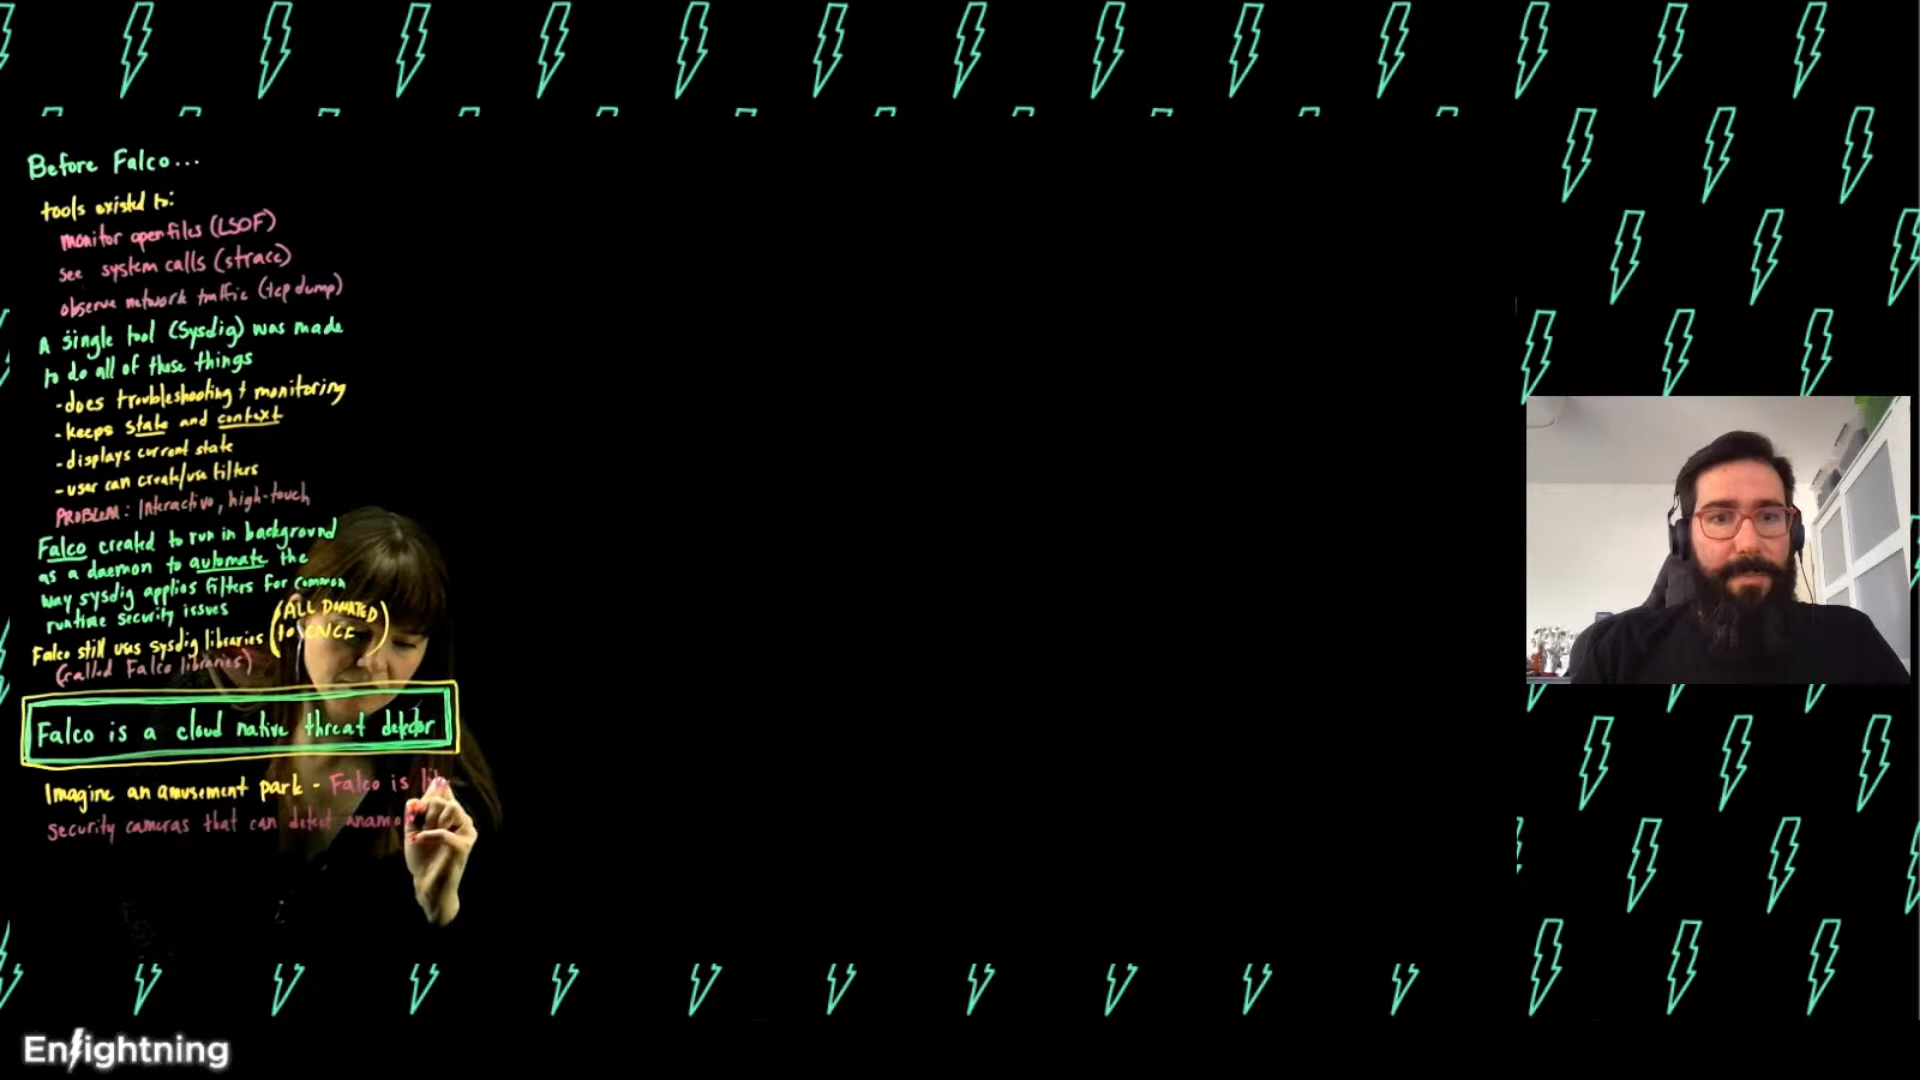 Before Falco...
tools existed to:
monitor open files (LSOF)
see system calls (strace)
observe network traffic (tcp dump)
A single tool (Sysdig) was made
to do all of these things
-does troubleshooting + monitoring
-keeps state and context
-displays current state
-user can create/use filters
PROBLEM: Interactive, high-touch
Falco created to run in background
as a daemon to automate the
way sysdig applies filters for common
runtime security issues
Falco still uses sysdig libraries (ALL DONATED
TO CNCF)
(called Falco libraries)
Falco is a cloud native threat detector
Imagine an amusement park - Falco is
security cameras that can detect
Enlightning